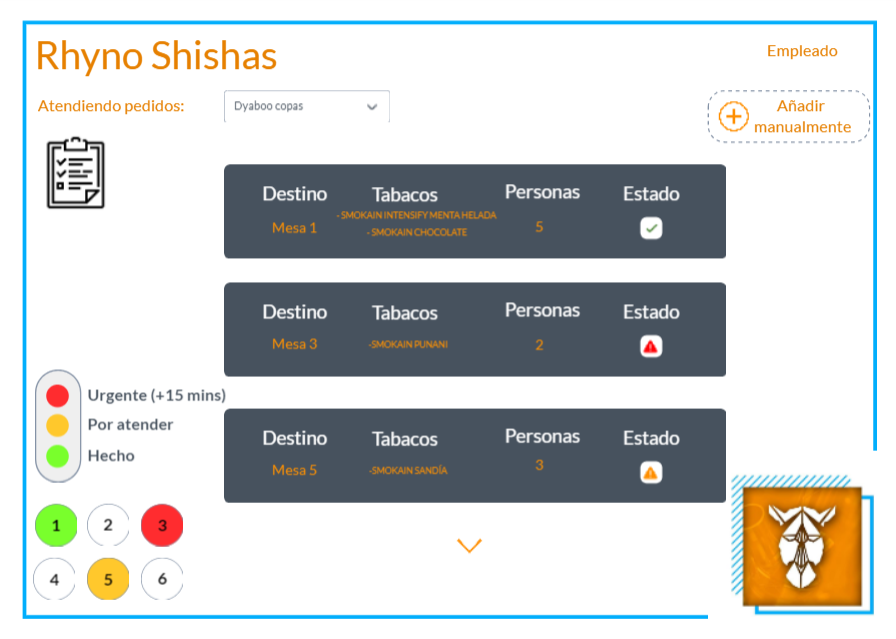 Rhyno Shishas
Empleado
Atendiendo pedidos:
Dyaboo copas
Añadir
manualmente
Destino Tabacos Personas Estado
- SMOKAIN INTENSIFY MENTA HELADA
Mesa 1 5
- SMOKAIN CHOCOLATE
Destino Tabacos Personas Estado
Mesa 3 -SMOKAIN PUNANI 2
Urgente (+15 mins)
Por atender
Hecho
Destino Tabacos Personas Estado
Mesa 5 -SMOKAIN SANDÍA 3
1 2 3
4 5 6